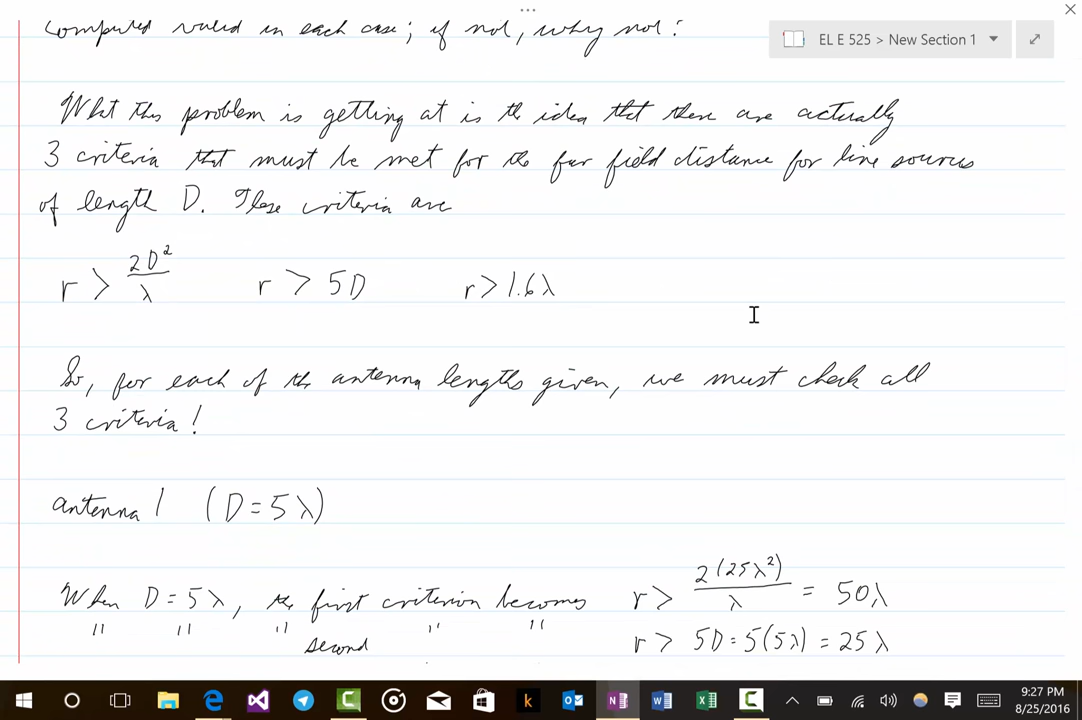 computed valid in each case; if not, why not?
EL E 525 > New Section 1
What this problem is getting at is the idea that there are actually
3 criteria that must be met for the far field distance for line sources
of length D. These criteria are
r > 2D²/λ r > 5D r > 1.6λ
So, for each of the antenna lengths given, we must check all
3 criteria!
antenna 1 (D = 5λ)
When D = 5λ, the first criterion becomes r > 2(25λ²)/λ = 50λ
" " " second " " r > 5D = 5(5λ) = 25λ
9:27 PM
8/25/2016